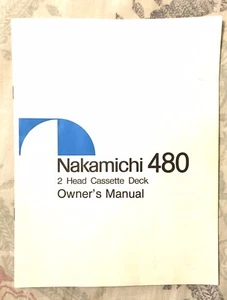 Nakamichi 480
2 Head Cassette Deck
Owner's Manual